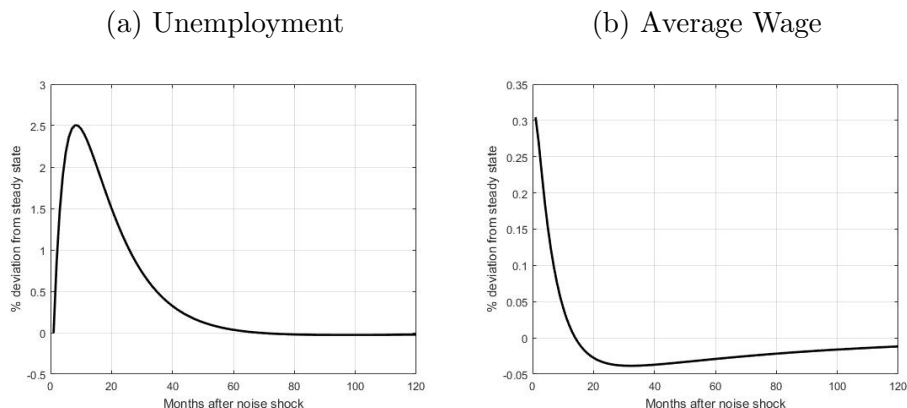 (a) Unemployment
(b) Average Wage
% deviation from steady state
3
2.5
2
1.5
1
0.5
0
-0.5
0 20 40 60 80 100 120
Months after noise shock
% deviation from steady state
0.35
0.3
0.25
0.2
0.15
0.1
0.05
0
-0.05
0 20 40 60 80 100 120
Months after noise shock